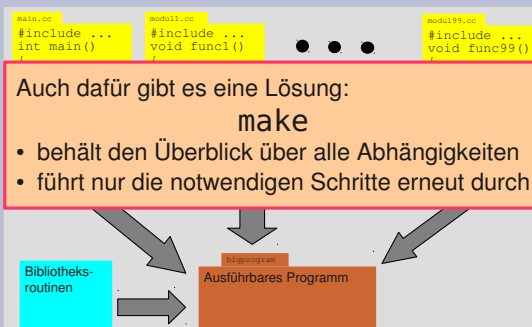 main.cc
#include ...
int main()
{
modul1.cc
#include ...
void func1()
{
modul99.cc
#include ...
void func99()
{
Auch dafür gibt es eine Lösung:
make
• behält den Überblick über alle Abhängigkeiten
• führt nur die notwendigen Schritte erneut durch
Bibliotheks-
routinen
bigprogram
Ausführbares Programm